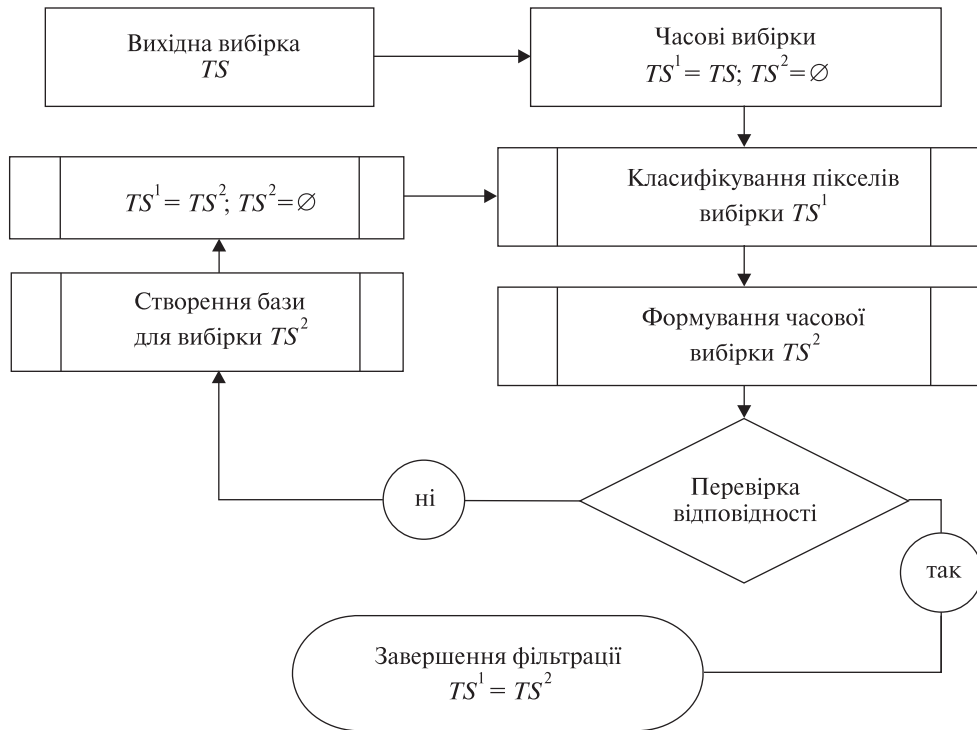 Вихідна вибірка
TS
Часові вибірки
TS¹ = TS; TS² = ∅
TS¹ = TS²; TS² = ∅
Класифікування пікселів
вибірки TS¹
Створення бази
для вибірки TS²
Формування часової
вибірки TS²
ні
Перевірка
відповідності
так
Завершення фільтрації
TS¹ = TS²